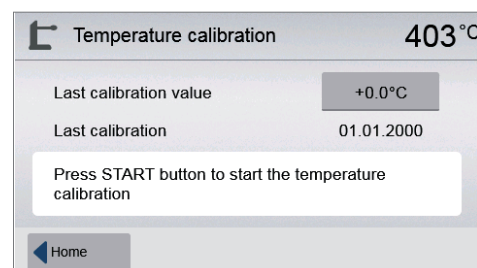 Temperature calibration 403°C
Last calibration value +0.0°C
Last calibration 01.01.2000
Press START button to start the temperature
calibration
Home